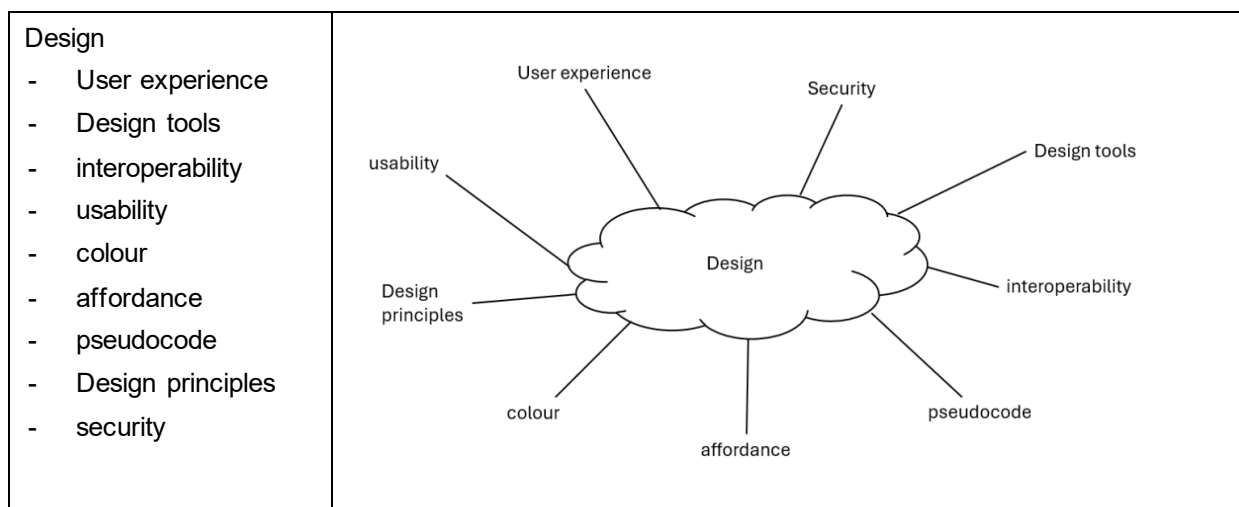 Design
- User experience
- Design tools
- interoperability
- usability
- colour
- affordance
- pseudocode
- Design principles
- security
User experience
Security
Design tools
usability
Design
interoperability
Design
principles
colour
pseudocode
affordance